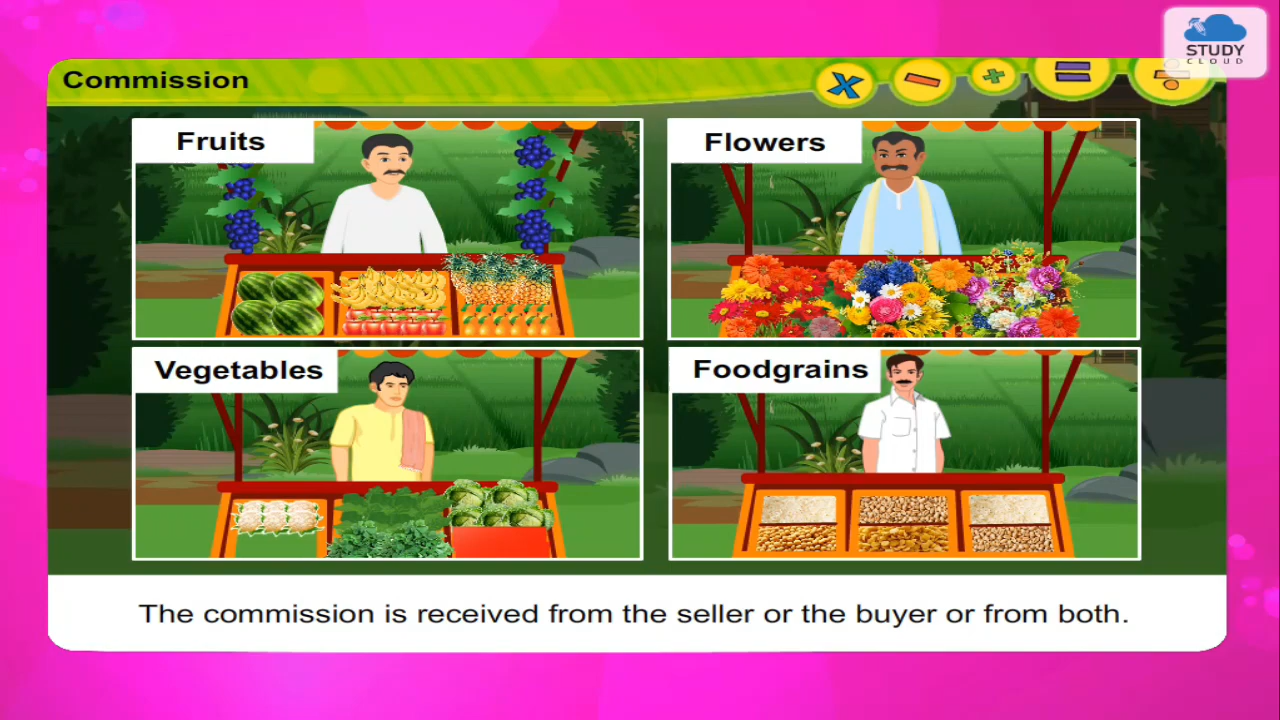 STUDY
CLOUD
Commission
Fruits
Flowers
Vegetables
Foodgrains
The commission is received from the seller or the buyer or from both.